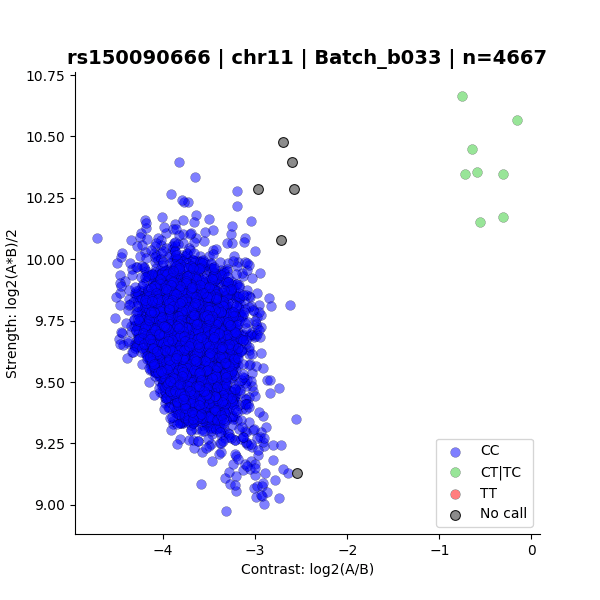 rs150090666 | chr11 | Batch_b033 | n=4667
10.75
10.50
10.25
10.00
9.75
9.50
9.25
9.00
Strength: log2(A*B)/2
CC
CT|TC
TT
No call
−4
−3
−2
−1
0
Contrast: log2(A/B)